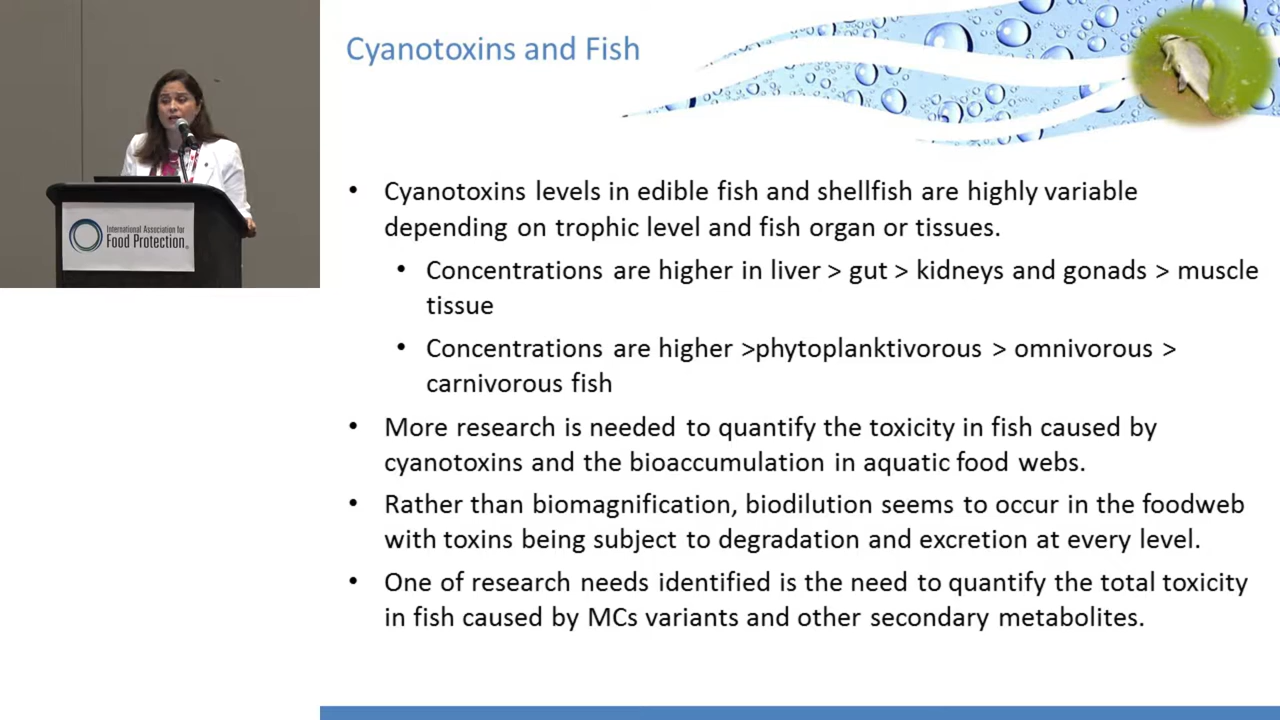 Cyanotoxins and Fish
International Association for
Food Protection®
• Cyanotoxins levels in edible fish and shellfish are highly variable
depending on trophic level and fish organ or tissues.
• Concentrations are higher in liver > gut > kidneys and gonads > muscle
tissue
• Concentrations are higher >phytoplanktivorous > omnivorous >
carnivorous fish
• More research is needed to quantify the toxicity in fish caused by
cyanotoxins and the bioaccumulation in aquatic food webs.
• Rather than biomagnification, biodilution seems to occur in the foodweb
with toxins being subject to degradation and excretion at every level.
• One of research needs identified is the need to quantify the total toxicity
in fish caused by MCs variants and other secondary metabolites.